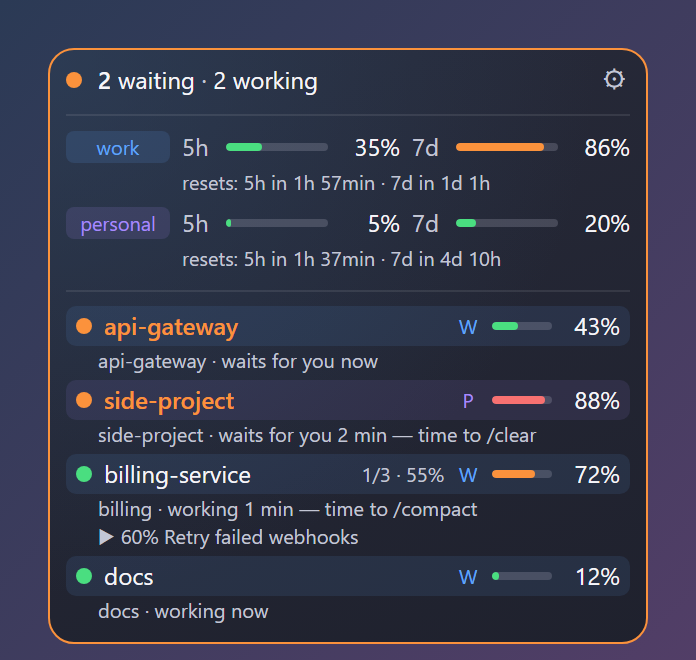 2 waiting · 2 working
work 5h 35% 7d 86%
resets: 5h in 1h 57min · 7d in 1d 1h
personal 5h 5% 7d 20%
resets: 5h in 1h 37min · 7d in 4d 10h
api-gateway W 43%
api-gateway · waits for you now
side-project P 88%
side-project · waits for you 2 min — time to /clear
billing-service 1/3 · 55% W 72%
billing · working 1 min — time to /compact
▶ 60% Retry failed webhooks
docs W 12%
docs · working now